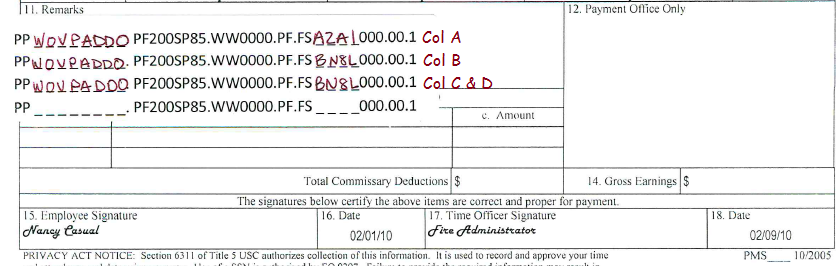 11. Remarks
12. Payment Office Only
PP WOVPADDO PF200SP85.WW0000.PF.FSAZAL000.00.1 Col A
PP WOVPADDO. PF200SP85.WW0000.PF.FSBN8L000.00.1 Col B
PP WOVPADDO PF200SP85.WW0000.PF.FSBN8L000.00.1 Col C & D
PP ________. PF200SP85.WW0000.PF.FS____000.00.1
c. Amount
Total Commissary Deductions $
14. Gross Earnings $
The signatures below certify the above items are correct and proper for payment.
15. Employee Signature
16. Date
17. Time Officer Signature
18. Date
Nancy Casual
02/01/10
Fire Administrator
02/09/10
PRIVACY ACT NOTICE: Section 6311 of Title 5 USC authorizes collection of this information. It is used to record and approve your time
PMS____ 10/2005